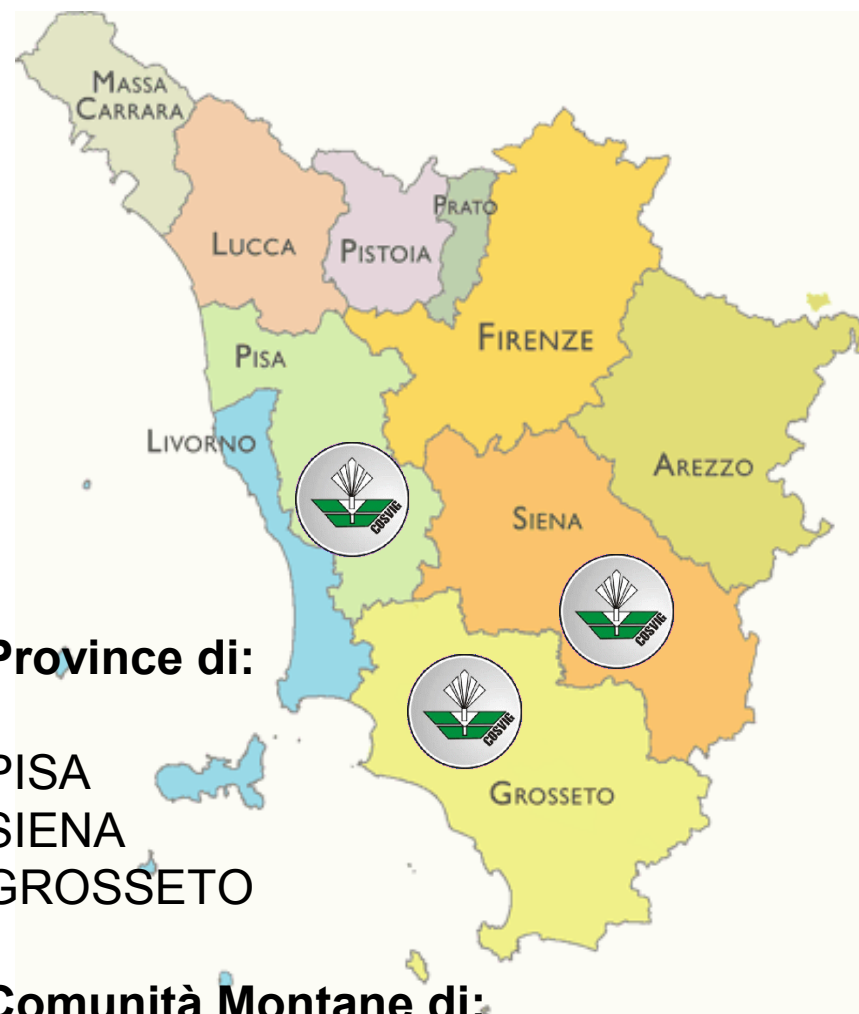 MASSA
CARRARA
LUCCA
PISTOIA
PRATO
FIRENZE
PISA
LIVORNO
AREZZO
SIENA
COSVIG
COSVIG
COSVIG
GROSSETO
Province di:
PISA
SIENA
GROSSETO
Comunità Montane di: